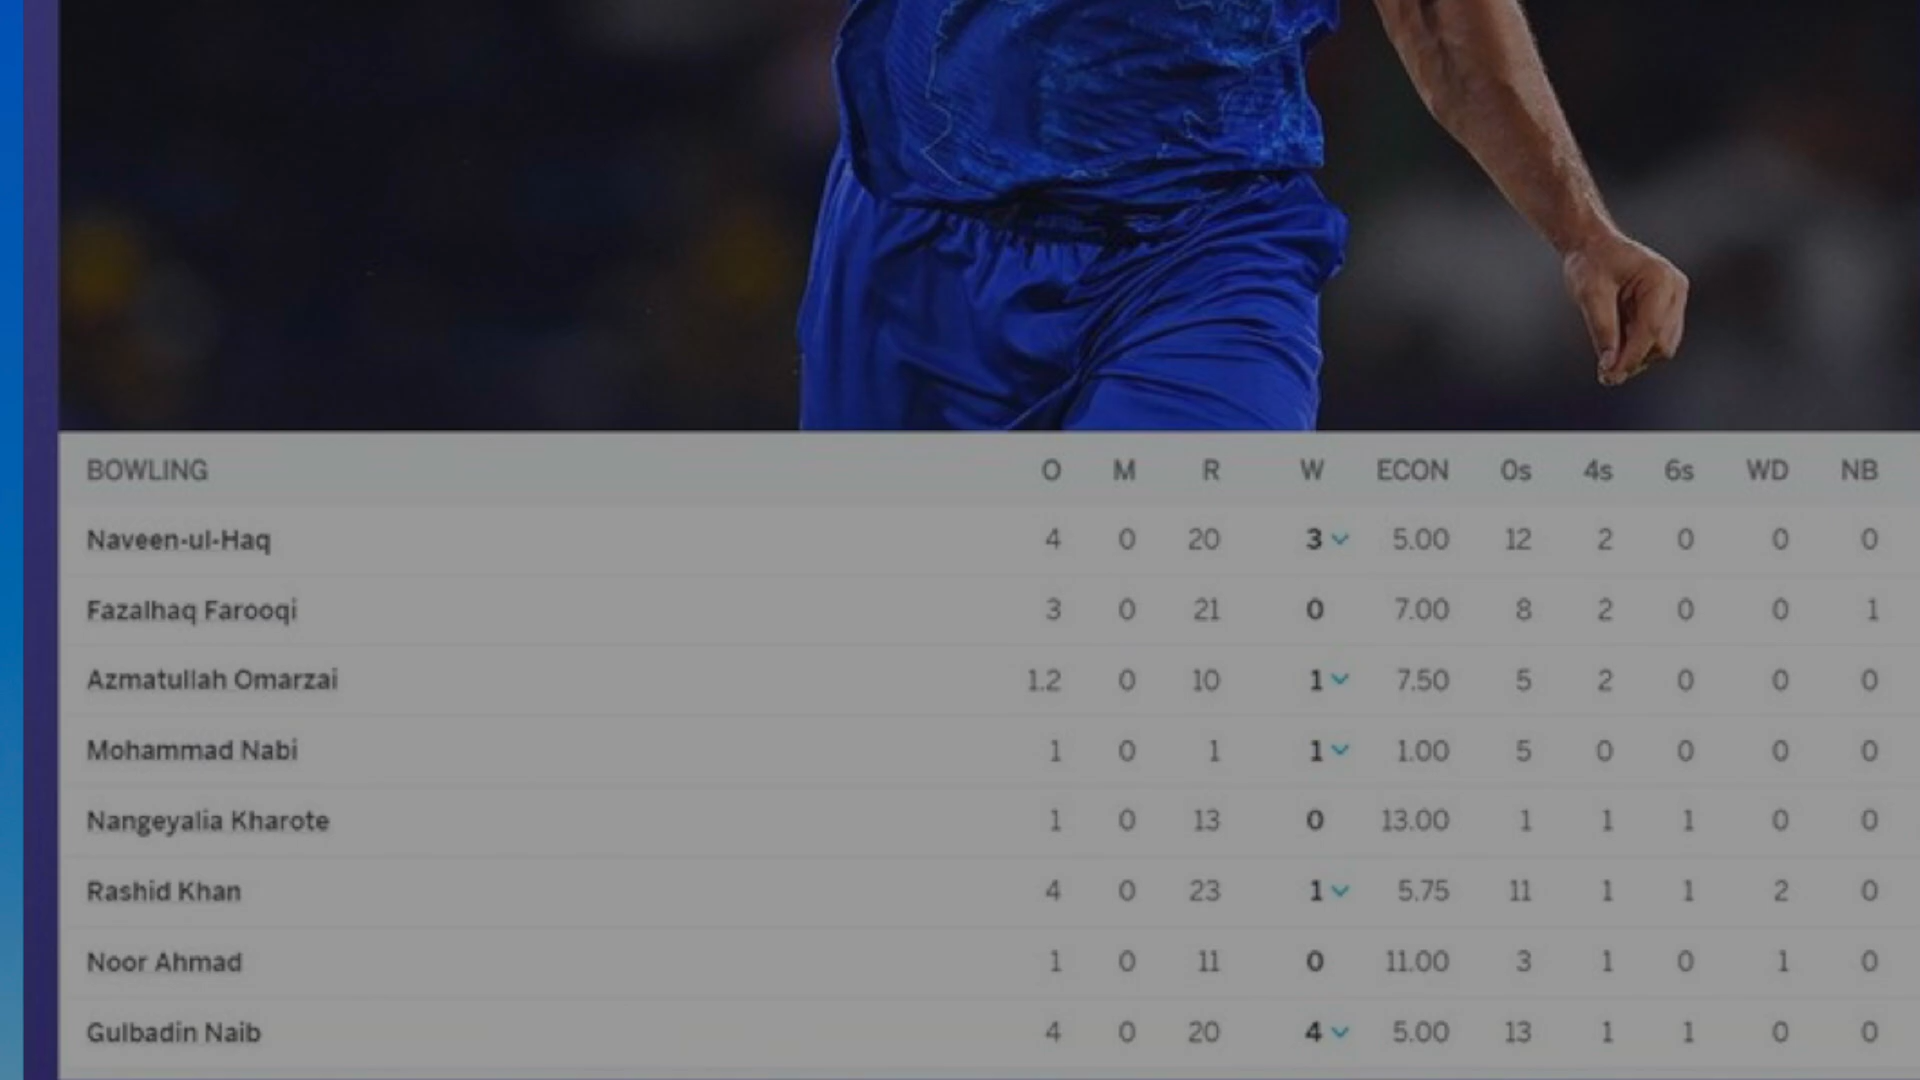 BOWLING O M R W ECON 0s 4s 6s WD NB
Naveen-ul-Haq 4 0 20 3 5.00 12 2 0 0 0
Fazalhaq Farooqi 3 0 21 0 7.00 8 2 0 0 1
Azmatullah Omarzai 1.2 0 10 1 7.50 5 2 0 0 0
Mohammad Nabi 1 0 1 1 1.00 5 0 0 0 0
Nangeyalia Kharote 1 0 13 0 13.00 1 1 1 0 0
Rashid Khan 4 0 23 1 5.75 11 1 1 2 0
Noor Ahmad 1 0 11 0 11.00 3 1 0 1 0
Gulbadin Naib 4 0 20 4 5.00 13 1 1 0 0